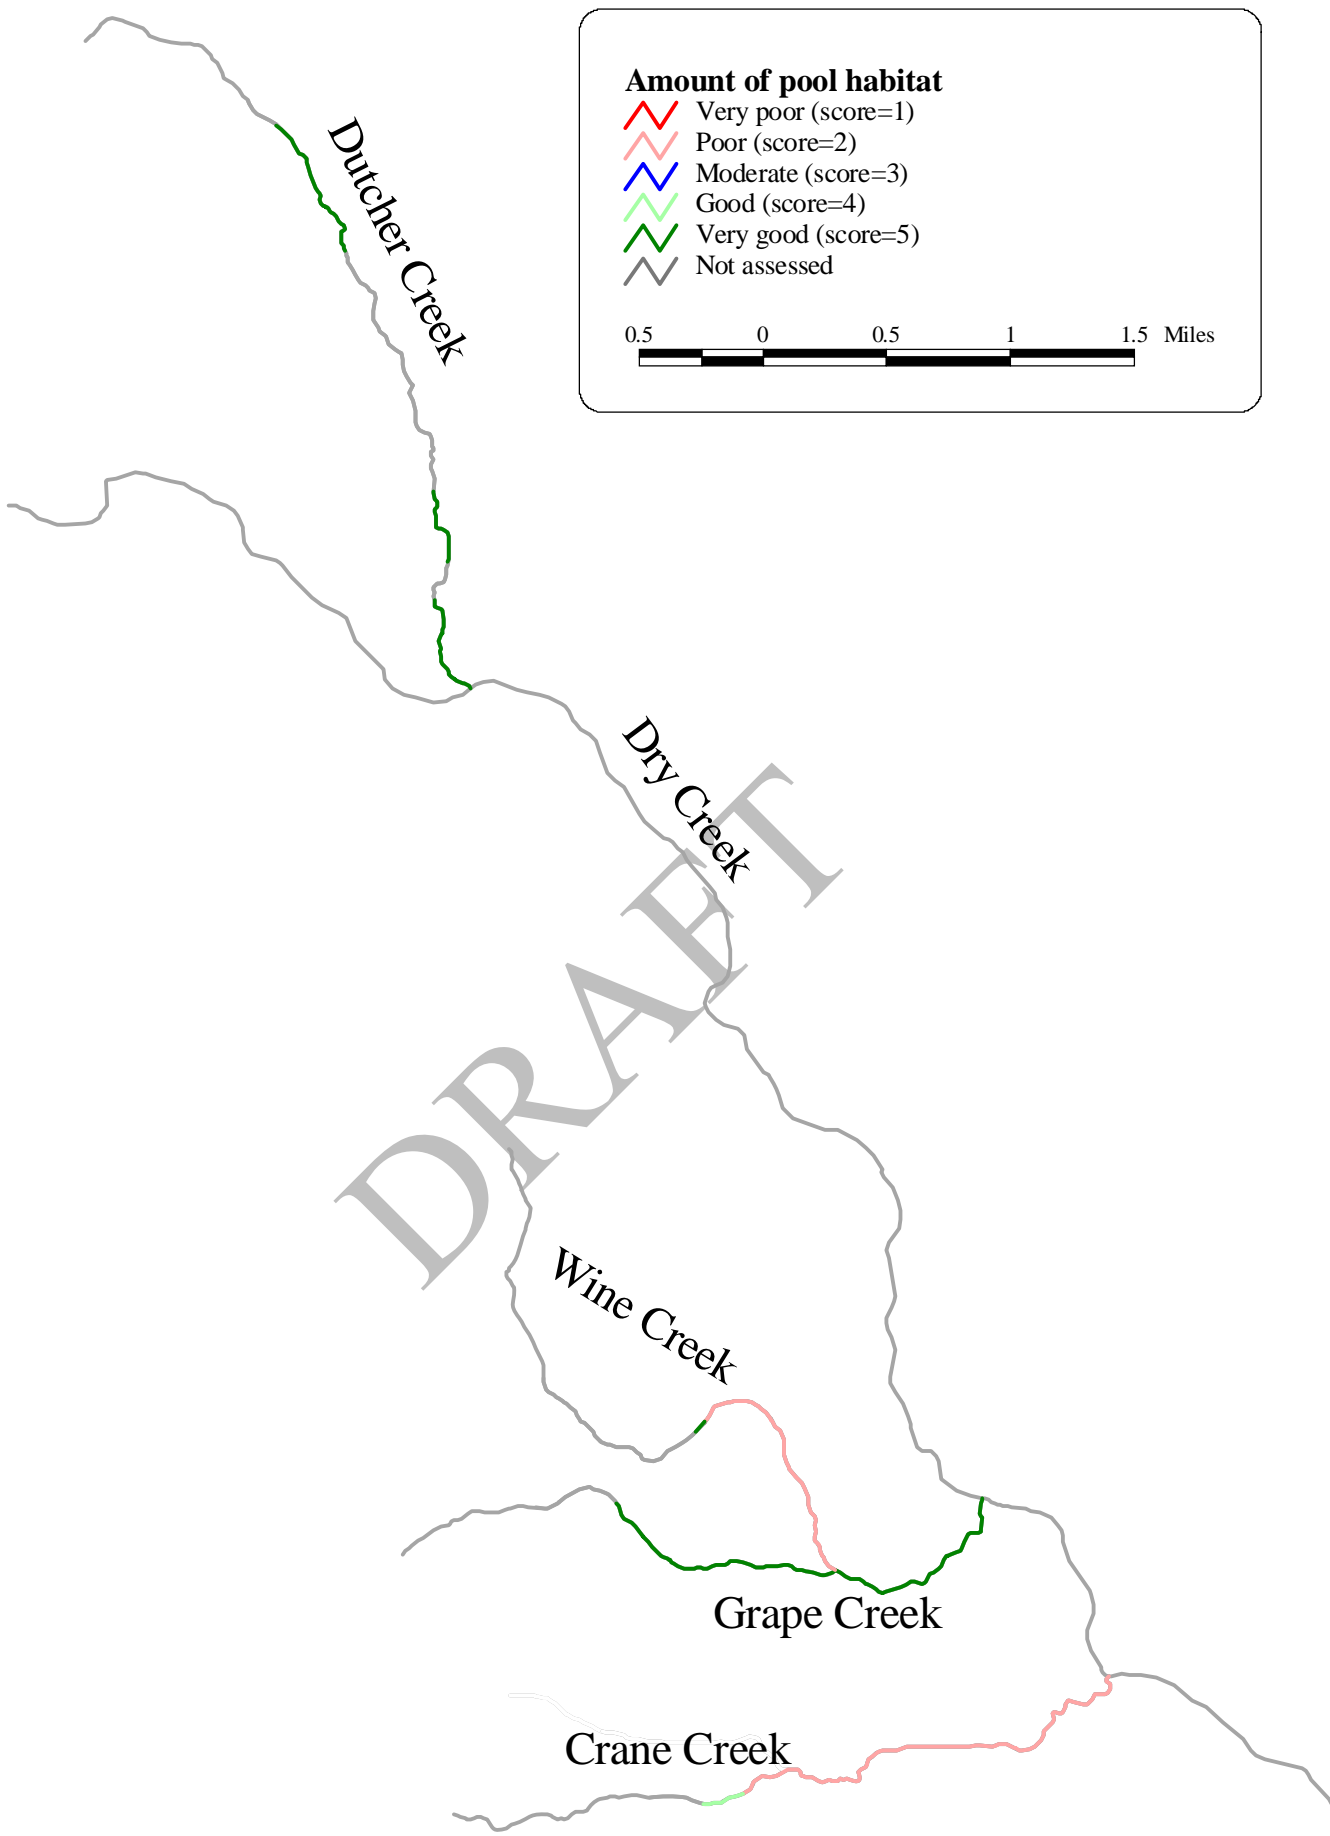 Amount of pool habitat
Very poor (score=1)
Poor (score=2)
Moderate (score=3)
Good (score=4)
Very good (score=5)
Not assessed
0.5 0 0.5 1 1.5 Miles
Dutcher Creek
Dry Creek
DRAFT
Wine Creek
Grape Creek
Crane Creek